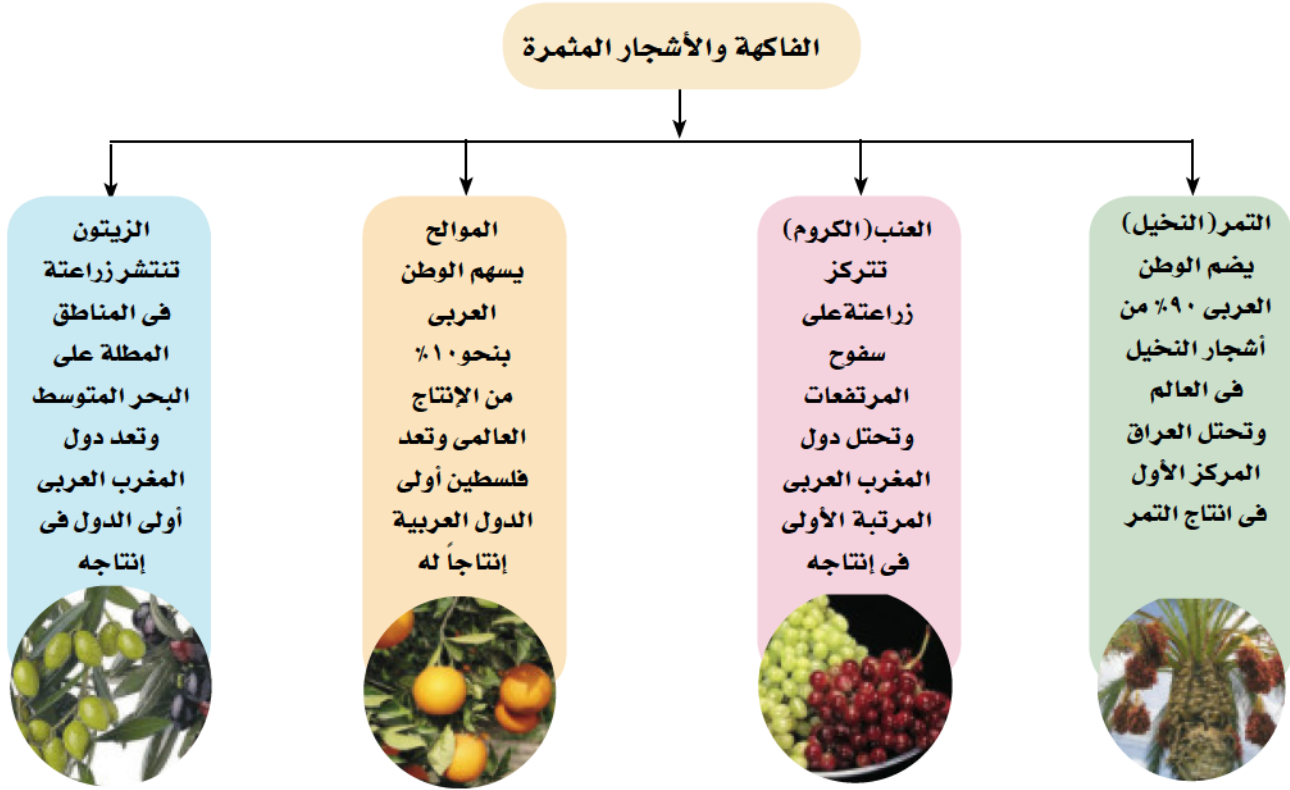 الفاكهة والأشجار المثمرة
التمر(النخيل)
يضم الوطن
العربى ٩٠٪ من
أشجار النخيل
فى العالم
وتحتل العراق
المركز الأول
فى انتاج التمر
العنب(الكروم)
تتركز
زراعتة على
سفوح
المرتفعات
وتحتل دول
المغرب العربى
المرتبة الأولى
فى إنتاجه
الموالح
يسهم الوطن
العربى
بنحو ١٠٪
من الإنتاج
العالمى وتعد
فلسطين أولى
الدول العربية
إنتاجاً له
الزيتون
تنتشر زراعتة
فى المناطق
المطلة على
البحر المتوسط
وتعد دول
المغرب العربى
أولى الدول فى
إنتاجه